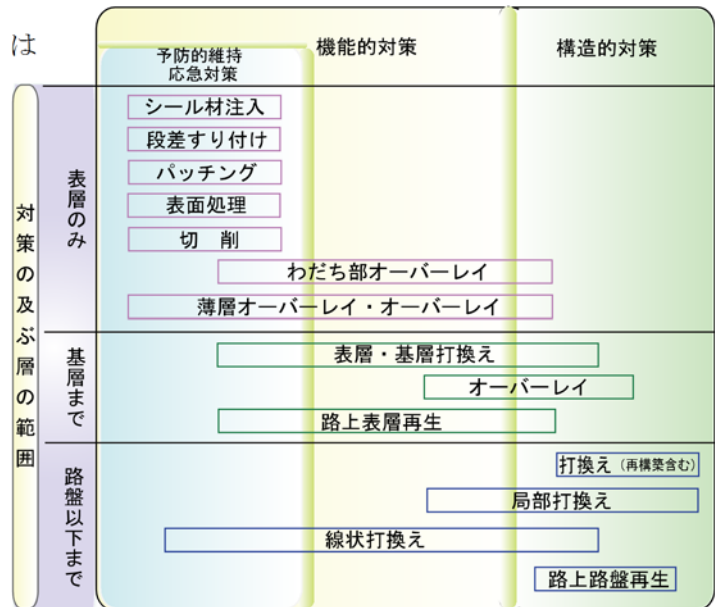 は
予防的維持
応急対策
機能的対策
構造的対策
対策の及ぶ層の範囲
表層のみ
シール材注入
段差すり付け
パッチング
表面処理
切　削
わだち部オーバーレイ
薄層オーバーレイ・オーバーレイ
基層まで
表層・基層打換え
オーバーレイ
路上表層再生
路盤以下まで
打換え（再構築含む）
局部打換え
線状打換え
路上路盤再生